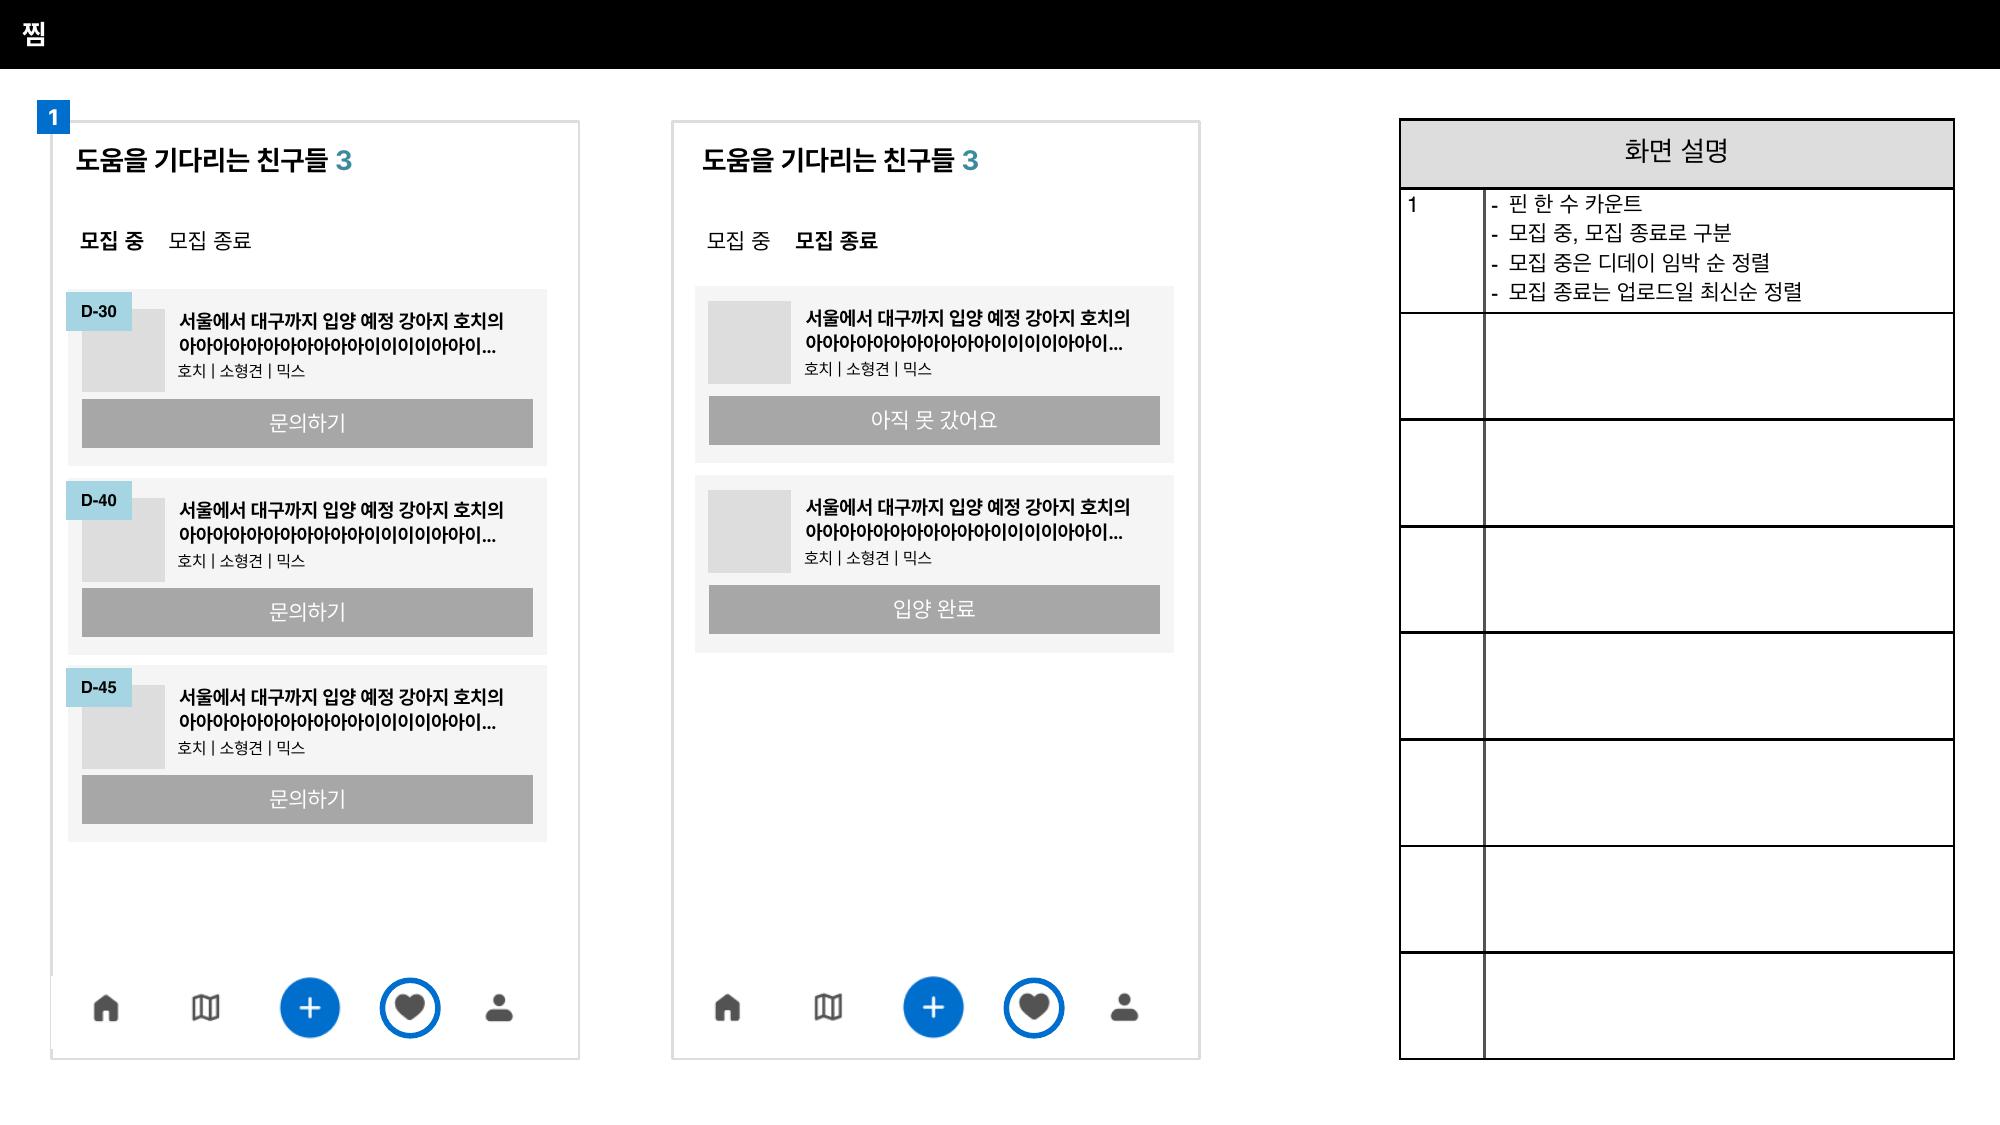 찜
1
도움을 기다리는 친구들 3
모집 중 모집 종료
D-30
서울에서 대구까지 입양 예정 강아지 호치의
아아아아아아아아아아아이이이이아아이...
호치 | 소형견 | 믹스
문의하기
D-40
서울에서 대구까지 입양 예정 강아지 호치의
아아아아아아아아아아아이이이이아아이...
호치 | 소형견 | 믹스
문의하기
D-45
서울에서 대구까지 입양 예정 강아지 호치의
아아아아아아아아아아아이이이이아아이...
호치 | 소형견 | 믹스
문의하기
도움을 기다리는 친구들 3
모집 중 모집 종료
서울에서 대구까지 입양 예정 강아지 호치의
아아아아아아아아아아아이이이이아아이...
호치 | 소형견 | 믹스
아직 못 갔어요
서울에서 대구까지 입양 예정 강아지 호치의
아아아아아아아아아아아이이이이아아이...
호치 | 소형견 | 믹스
입양 완료
화면 설명
1
- 핀 한 수 카운트
- 모집 중, 모집 종료로 구분
- 모집 중은 디데이 임박 순 정렬
- 모집 종료는 업로드일 최신순 정렬